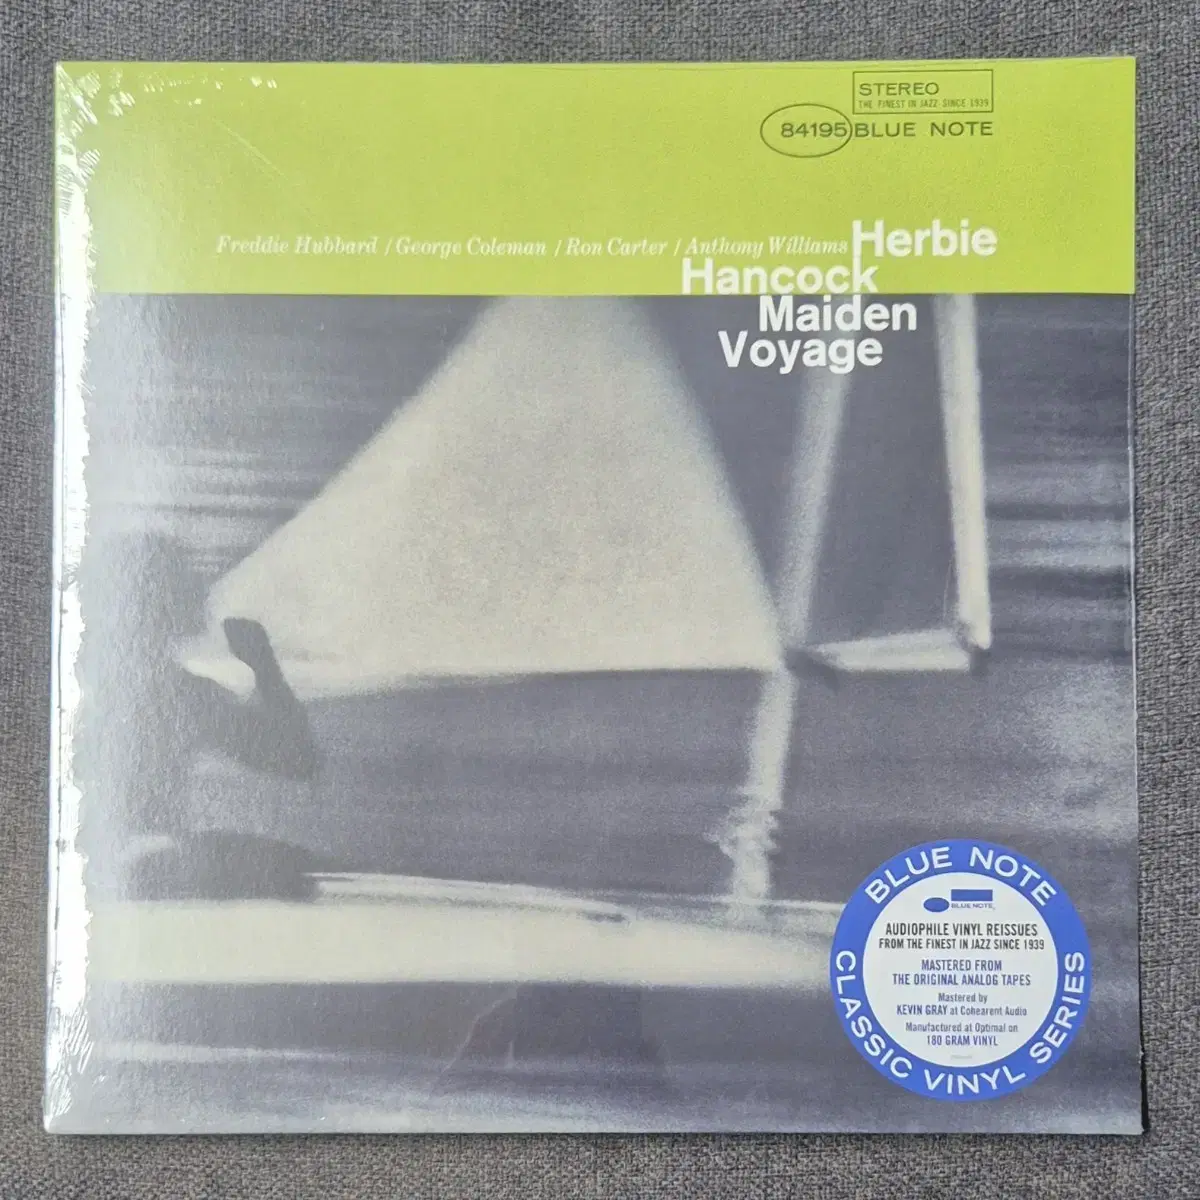 STEREO
THE FINEST IN JAZZ SINCE 1939
84195 BLUE NOTE
Freddie Hubbard / George Coleman / Ron Carter / Anthony Williams Herbie
Hancock
Maiden
Voyage
BLUE NOTE
BLUE NOTE
AUDIOPHILE VINYL REISSUES
FROM THE FINEST IN JAZZ SINCE 1939
MASTERED FROM
THE ORIGINAL ANALOG TAPES
Mastered by
KEVIN GRAY at Cohearent Audio
Manufactured at Optimal on
180 GRAM VINYL
CLASSIC VINYL SERIES